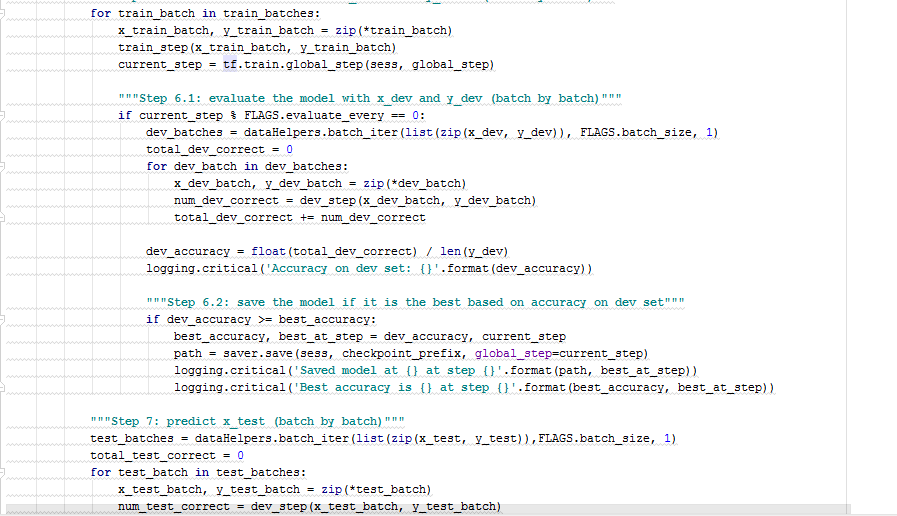 for train_batch in train_batches:
x_train_batch, y_train_batch = zip(*train_batch)
train_step(x_train_batch, y_train_batch)
current_step = tf.train.global_step(sess, global_step)
"""Step 6.1: evaluate the model with x_dev and y_dev (batch by batch)"""
if current_step % FLAGS.evaluate_every == 0:
dev_batches = dataHelpers.batch_iter(list(zip(x_dev, y_dev)), FLAGS.batch_size, 1)
total_dev_correct = 0
for dev_batch in dev_batches:
x_dev_batch, y_dev_batch = zip(*dev_batch)
num_dev_correct = dev_step(x_dev_batch, y_dev_batch)
total_dev_correct += num_dev_correct
dev_accuracy = float(total_dev_correct) / len(y_dev)
logging.critical('Accuracy on dev set: {}'.format(dev_accuracy))
"""Step 6.2: save the model if it is the best based on accuracy on dev set"""
if dev_accuracy >= best_accuracy:
best_accuracy, best_at_step = dev_accuracy, current_step
path = saver.save(sess, checkpoint_prefix, global_step=current_step)
logging.critical('Saved model at {} at step {}'.format(path, best_at_step))
logging.critical('Best accuracy is {} at step {}'.format(best_accuracy, best_at_step))
"""Step 7: predict x_test (batch by batch)"""
test_batches = dataHelpers.batch_iter(list(zip(x_test, y_test)),FLAGS.batch_size, 1)
total_test_correct = 0
for test_batch in test_batches:
x_test_batch, y_test_batch = zip(*test_batch)
num_test_correct = dev_step(x_test_batch, y_test_batch)